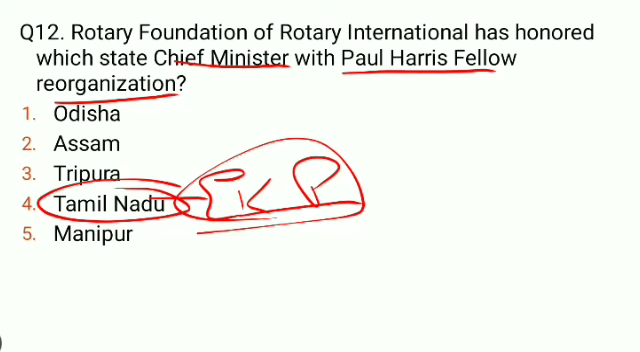 Q12. Rotary Foundation of Rotary International has honored
which state Chief Minister with Paul Harris Fellow
reorganization?
1. Odisha
2. Assam
3. Tripura
4. Tamil Nadu
5. Manipur